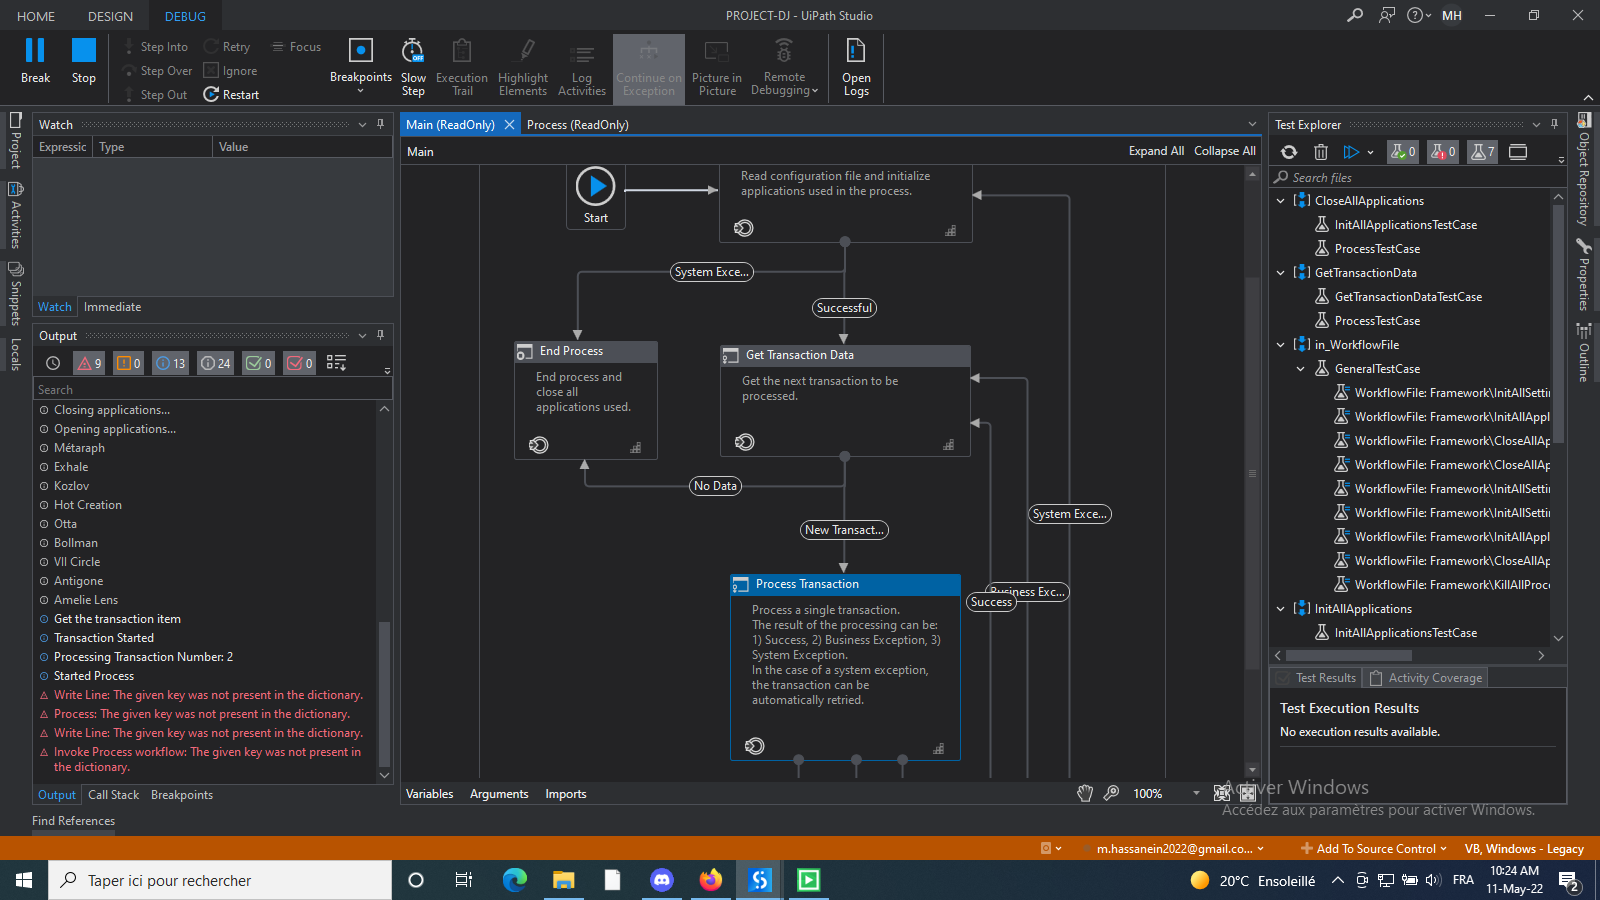 HOME DESIGN DEBUG
PROJECT-DJ - UiPath Studio
MH
Break
Stop
Step Into
Step Over
Step Out
Retry
Ignore
Restart
Focus
Breakpoints
Slow
Step
OFF
Execution
Trail
Highlight
Elements
Log
Activities
Continue on
Exception
Picture in
Picture
Remote
Debugging
Open
Logs
Project
Activities
Snippets
Locals
Watch
Expressic Type Value
Watch Immediate
Output
9 0 13 24 0 0
Search
Closing applications...
Opening applications...
Métaraph
Exhale
Kozlov
Hot Creation
Otta
Bollman
VII Circle
Antigone
Amelie Lens
Get the transaction item
Transaction Started
Processing Transaction Number: 2
Started Process
Write Line: The given key was not present in the dictionary.
Process: The given key was not present in the dictionary.
Write Line: The given key was not present in the dictionary.
Invoke Process workflow: The given key was not present in
the dictionary.
Output Call Stack Breakpoints
Find References
Main (ReadOnly) Process (ReadOnly)
Main
Expand All Collapse All
Start
Read configuration file and initialize
applications used in the process.
System Exce...
Successful
End Process
End process and
close all
applications used.
Get Transaction Data
Get the next transaction to be
processed.
No Data
New Transact...
System Exce...
Business Exc...
Success
Process Transaction
Process a single transaction.
The result of the processing can be:
1) Success, 2) Business Exception, 3)
System Exception.
In the case of a system exception,
the transaction can be
automatically retried.
Variables Arguments Imports
100%
Test Explorer
0 0 7
Search files
CloseAllApplications
InitAllApplicationsTestCase
ProcessTestCase
GetTransactionData
GetTransactionDataTestCase
ProcessTestCase
in_WorkflowFile
GeneralTestCase
WorkflowFile: Framework\InitAllSettin
WorkflowFile: Framework\InitAllAppl
WorkflowFile: Framework\CloseAllAp
WorkflowFile: Framework\CloseAllAp
WorkflowFile: Framework\InitAllSettin
WorkflowFile: Framework\InitAllSettin
WorkflowFile: Framework\InitAllAppl
WorkflowFile: Framework\CloseAllAp
WorkflowFile: Framework\KillAllProce
InitAllApplications
InitAllApplicationsTestCase
Test Results Activity Coverage
Test Execution Results
No execution results available.
Object Repository
Properties
Outline
Activer Windows
Accédez aux paramètres pour activer Windows.
m.hassanein2022@gmail.co...
Add To Source Control
VB, Windows - Legacy
Taper ici pour rechercher
20°C Ensoleillé
FRA
10:24 AM
11-May-22
2